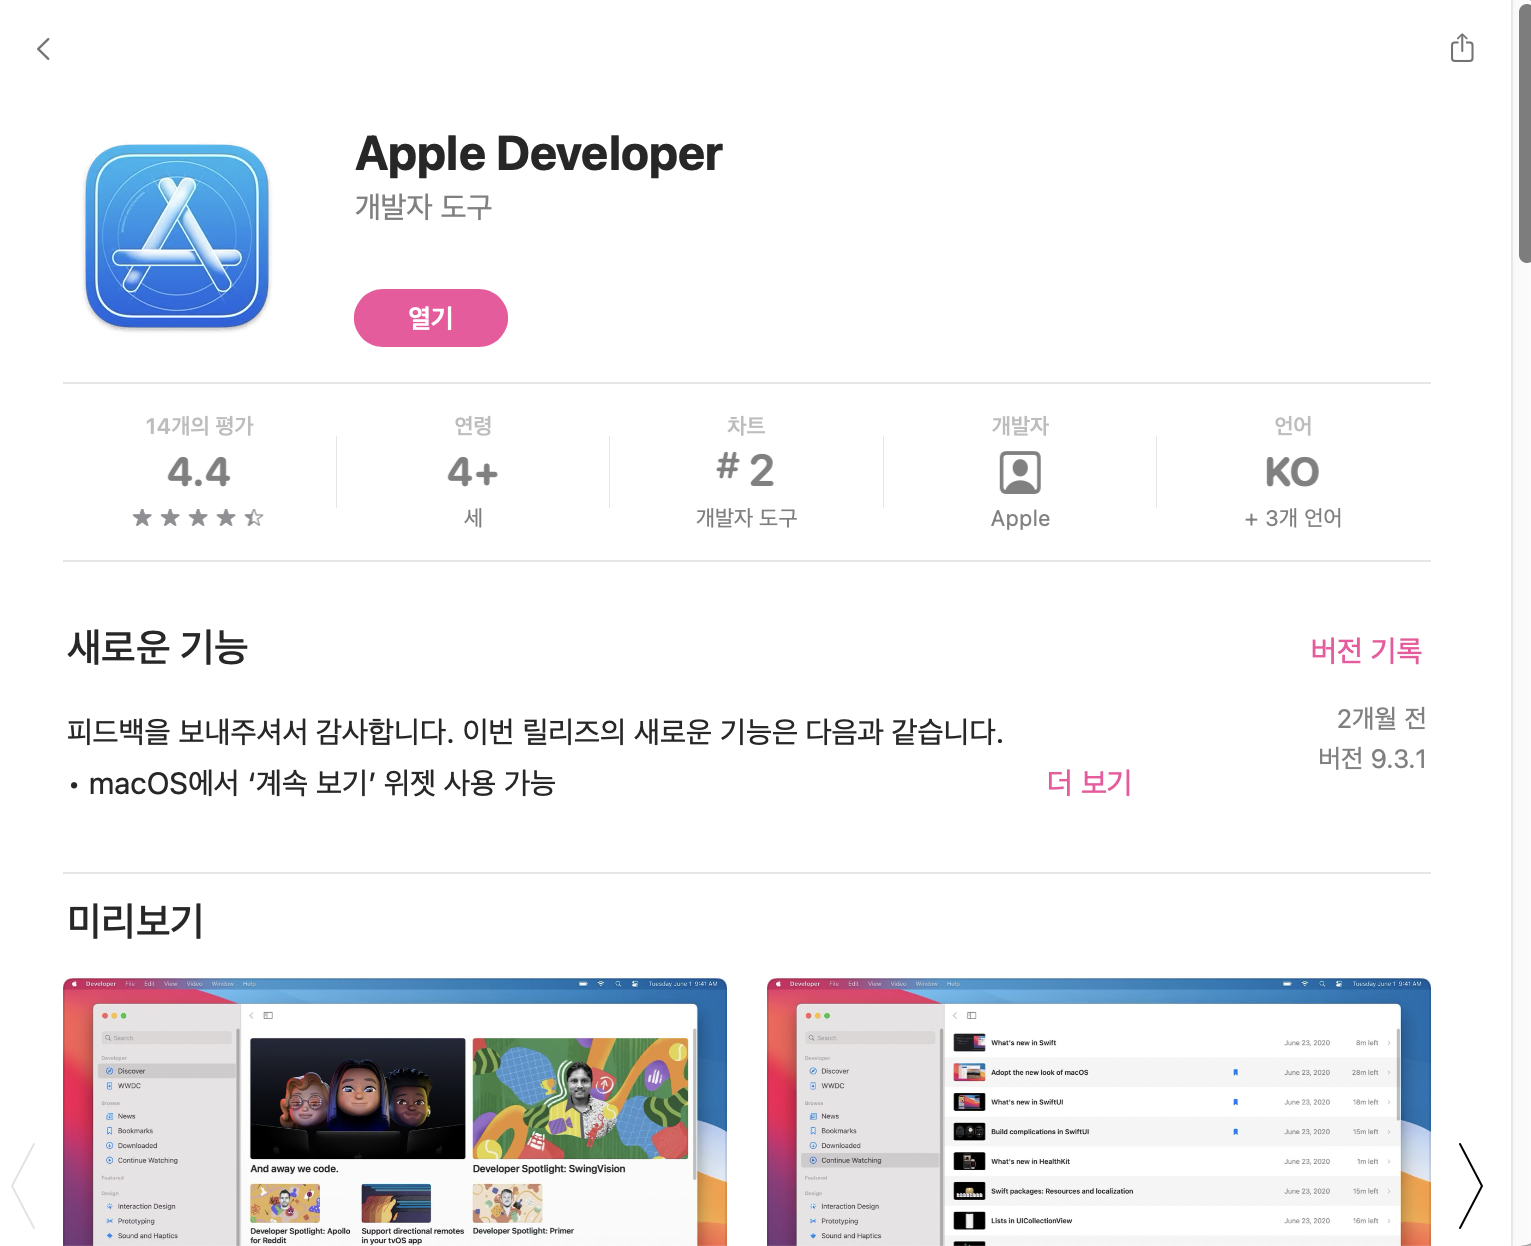 Apple Developer
개발자 도구
열기
14개의 평가
4.4
연령
4+
세
차트
# 2
개발자 도구
개발자
Apple
언어
KO
+ 3개 언어
새로운 기능
버전 기록
피드백을 보내주셔서 감사합니다. 이번 릴리즈의 새로운 기능은 다음과 같습니다.
• macOS에서 ‘계속 보기’ 위젯 사용 가능
더 보기
2개월 전
버전 9.3.1
미리보기
Developer File Edit View Video Window Help
Tuesday June 1 9:41 AM
Search
Developer
Discover
WWDC
Browse
News
Bookmarks
Downloaded
Continue Watching
Featured
Design
Interaction Design
Prototyping
Sound and Haptics
And away we code.
Developer Spotlight: SwingVision
Developer Spotlight: Apollo
for Reddit
Support directional remotes
in your tvOS app
Developer Spotlight: Primer
Developer File Edit View Video Window Help
Tuesday June 1 9:41 AM
Search
Developer
Discover
WWDC
Browse
News
Bookmarks
Downloaded
Continue Watching
Featured
Design
Interaction Design
Prototyping
Sound and Haptics
What's new in Swift June 23, 2020 8m left
Adopt the new look of macOS June 23, 2020 28m left
What's new in SwiftUI June 23, 2020 18m left
Build complications in SwiftUI June 23, 2020 15m left
What's new in HealthKit June 23, 2020 1m left
Swift packages: Resources and localization June 23, 2020 15m left
Lists in UICollectionView June 23, 2020 16m left